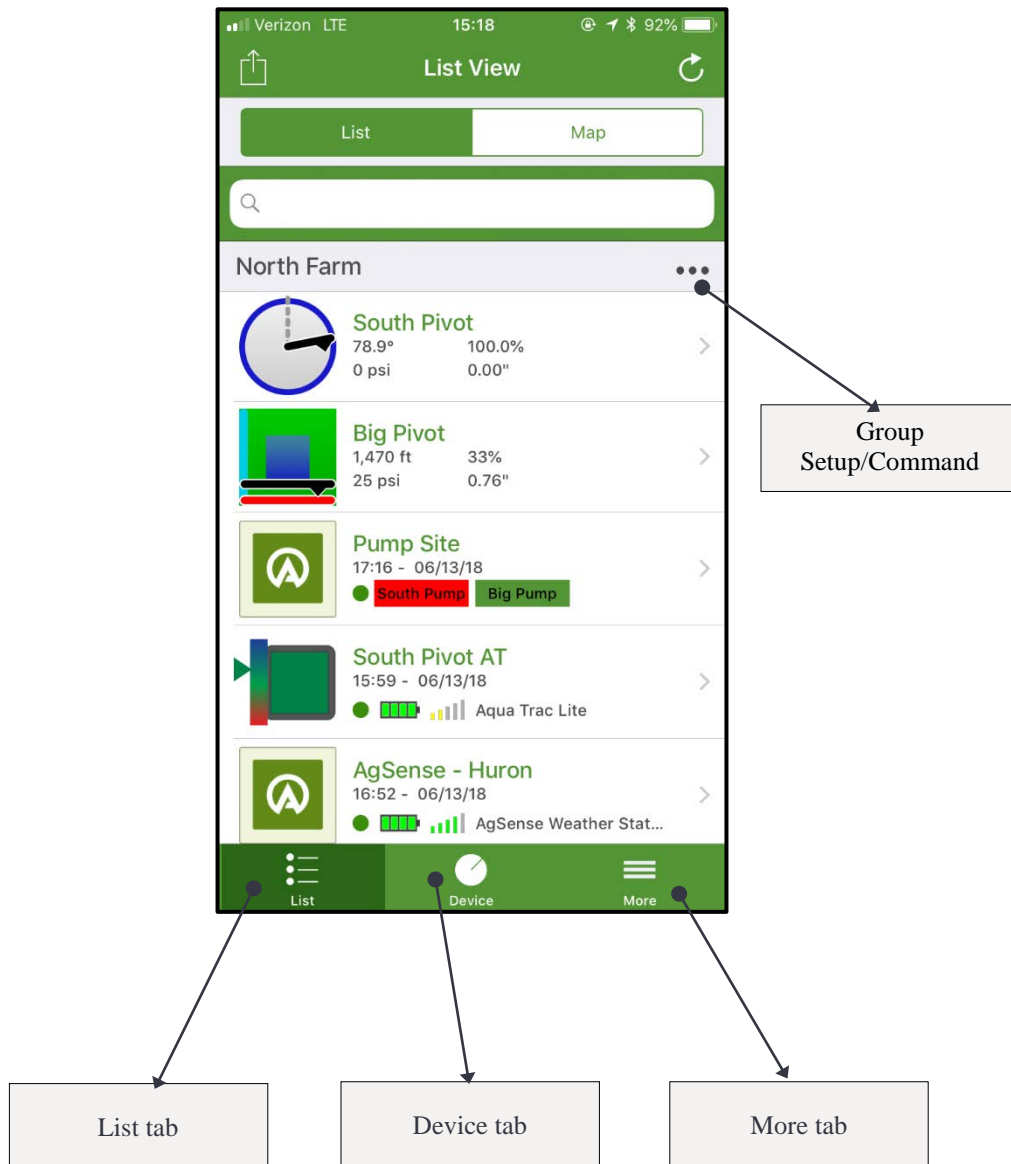 Verizon LTE 15:18 92%
List View
List Map
North Farm
South Pivot
78.9° 100.0%
0 psi 0.00"
Group
Setup/Command
Big Pivot
1,470 ft 33%
25 psi 0.76"
Pump Site
17:16 - 06/13/18
South Pump Big Pump
South Pivot AT
15:59 - 06/13/18
Aqua Trac Lite
AgSense - Huron
16:52 - 06/13/18
AgSense Weather Stat...
List Device More
List tab Device tab More tab